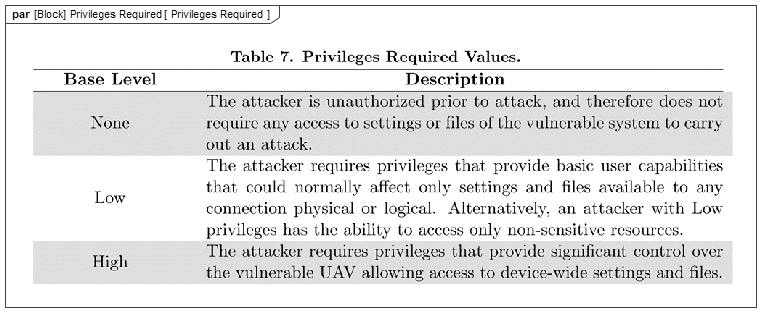 par [Block] Privileges Required [ Privileges Required ]
Table 7. Privileges Required Values.
Base Level Description
The attacker is unauthorized prior to attack, and therefore does not
None require any access to settings or files of the vulnerable system to carry
out an attack.
The attacker requires privileges that provide basic user capabilities
that could normally affect only settings and files available to any
Low
connection physical or logical. Alternatively, an attacker with Low
privileges has the ability to access only non-sensitive resources.
The attacker requires privileges that provide significant control over
High
the vulnerable UAV allowing access to device-wide settings and files.